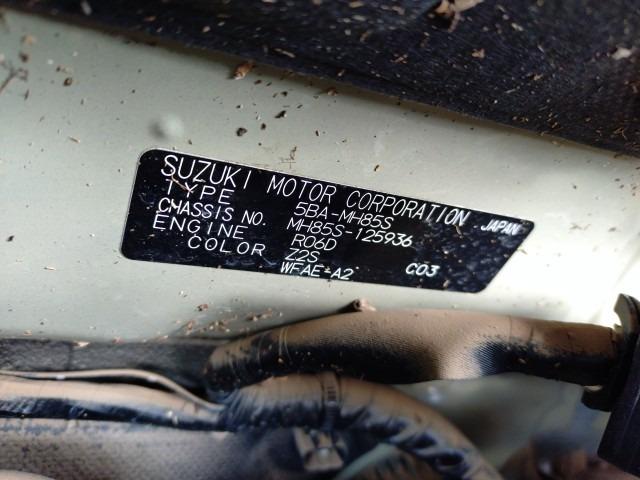 SUZUKI MOTOR CORPORATION JAPAN
TYPE 5BA-MH85S
CHASSIS NO. MH85S-125936
ENGINE R06D
COLOR Z2S
WFAE-A2 C03